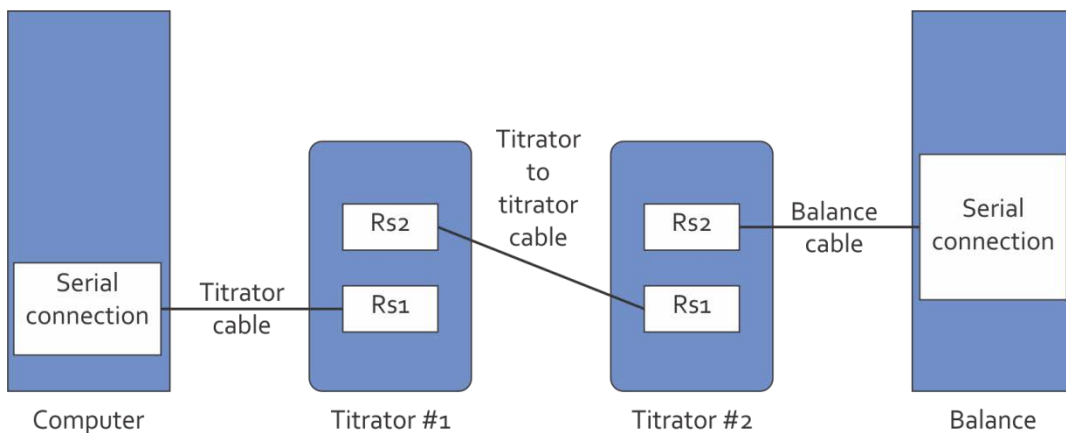 Serial
connection
Computer
Titrator
cable
Rs2
Rs1
Titrator #1
Titrator
to
titrator
cable
Rs2
Rs1
Titrator #2
Balance
cable
Serial
connection
Balance